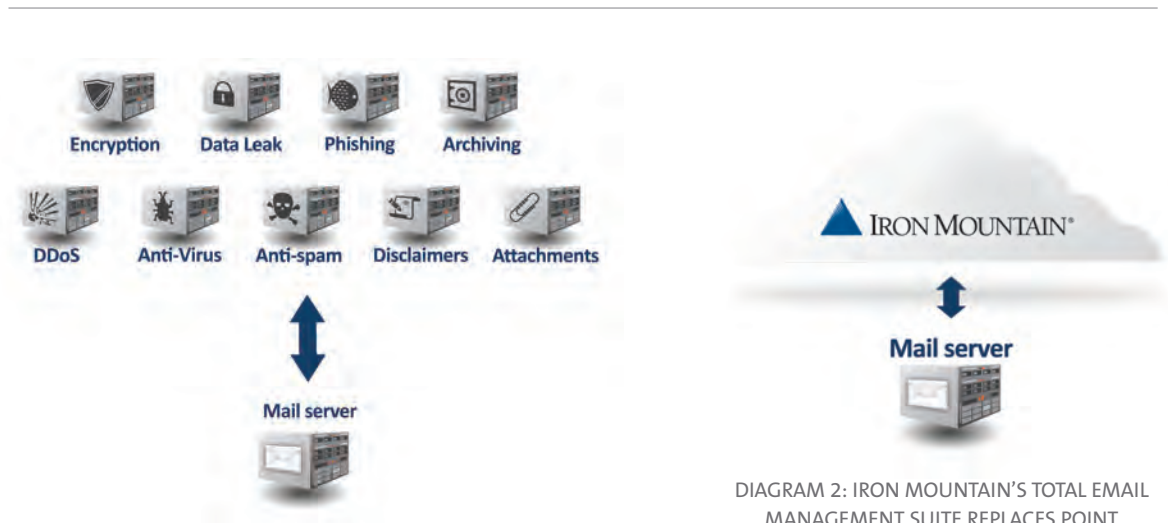 Encryption Data Leak Phishing Archiving
DDoS Anti-Virus Anti-spam Disclaimers Attachments
Mail server
IRON MOUNTAIN®
Mail server
DIAGRAM 2: IRON MOUNTAIN'S TOTAL EMAIL
MANAGEMENT SUITE REPLACES POINT